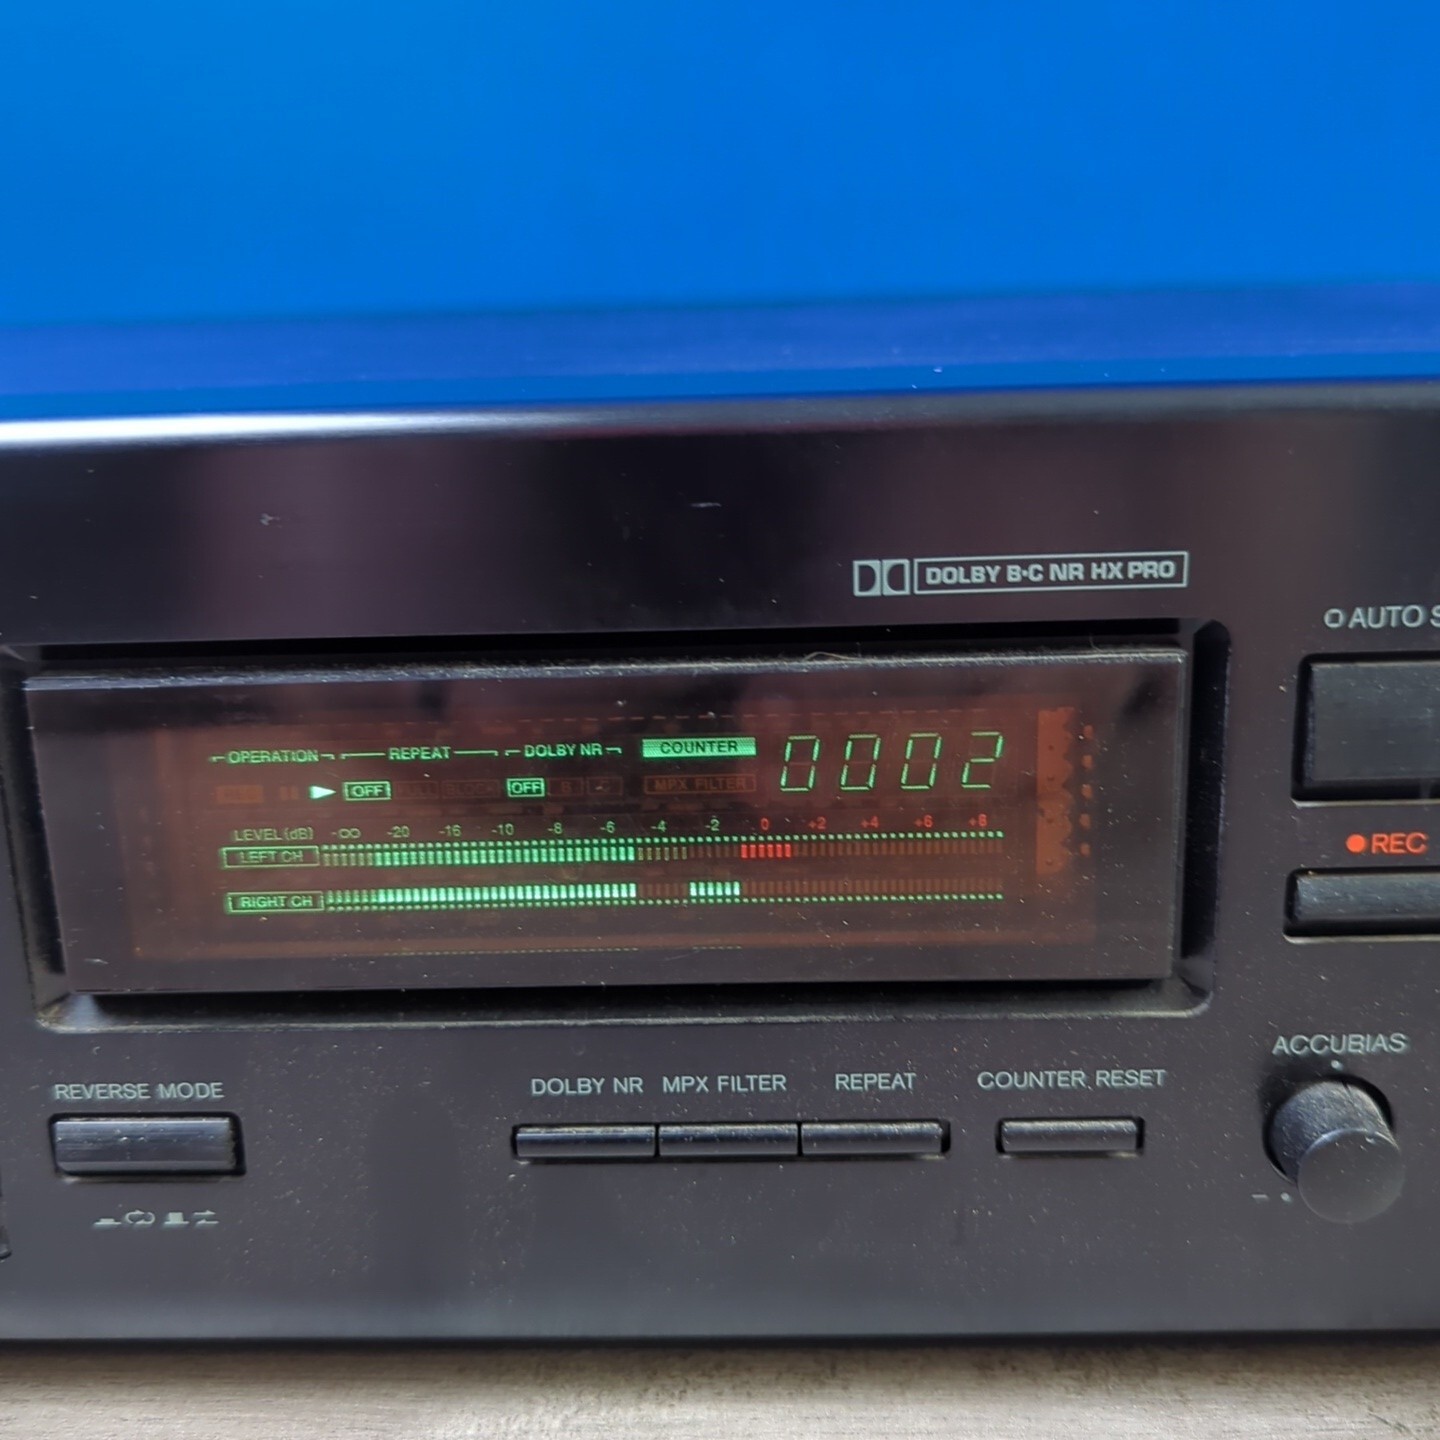 DOLBY B·C NR HX PRO
AUTO
OPERATION REPEAT DOLBY NR COUNTER 0002
OFF FULL BLOCK OFF B C MPX FILTER
LEVEL (dB) -∞ -20 -16 -10 -8 -6 -4 -2 0 +2 +4 +6 +8
LEFT CH
RIGHT CH
REC
ACCUBIAS
REVERSE MODE DOLBY NR MPX FILTER REPEAT COUNTER RESET